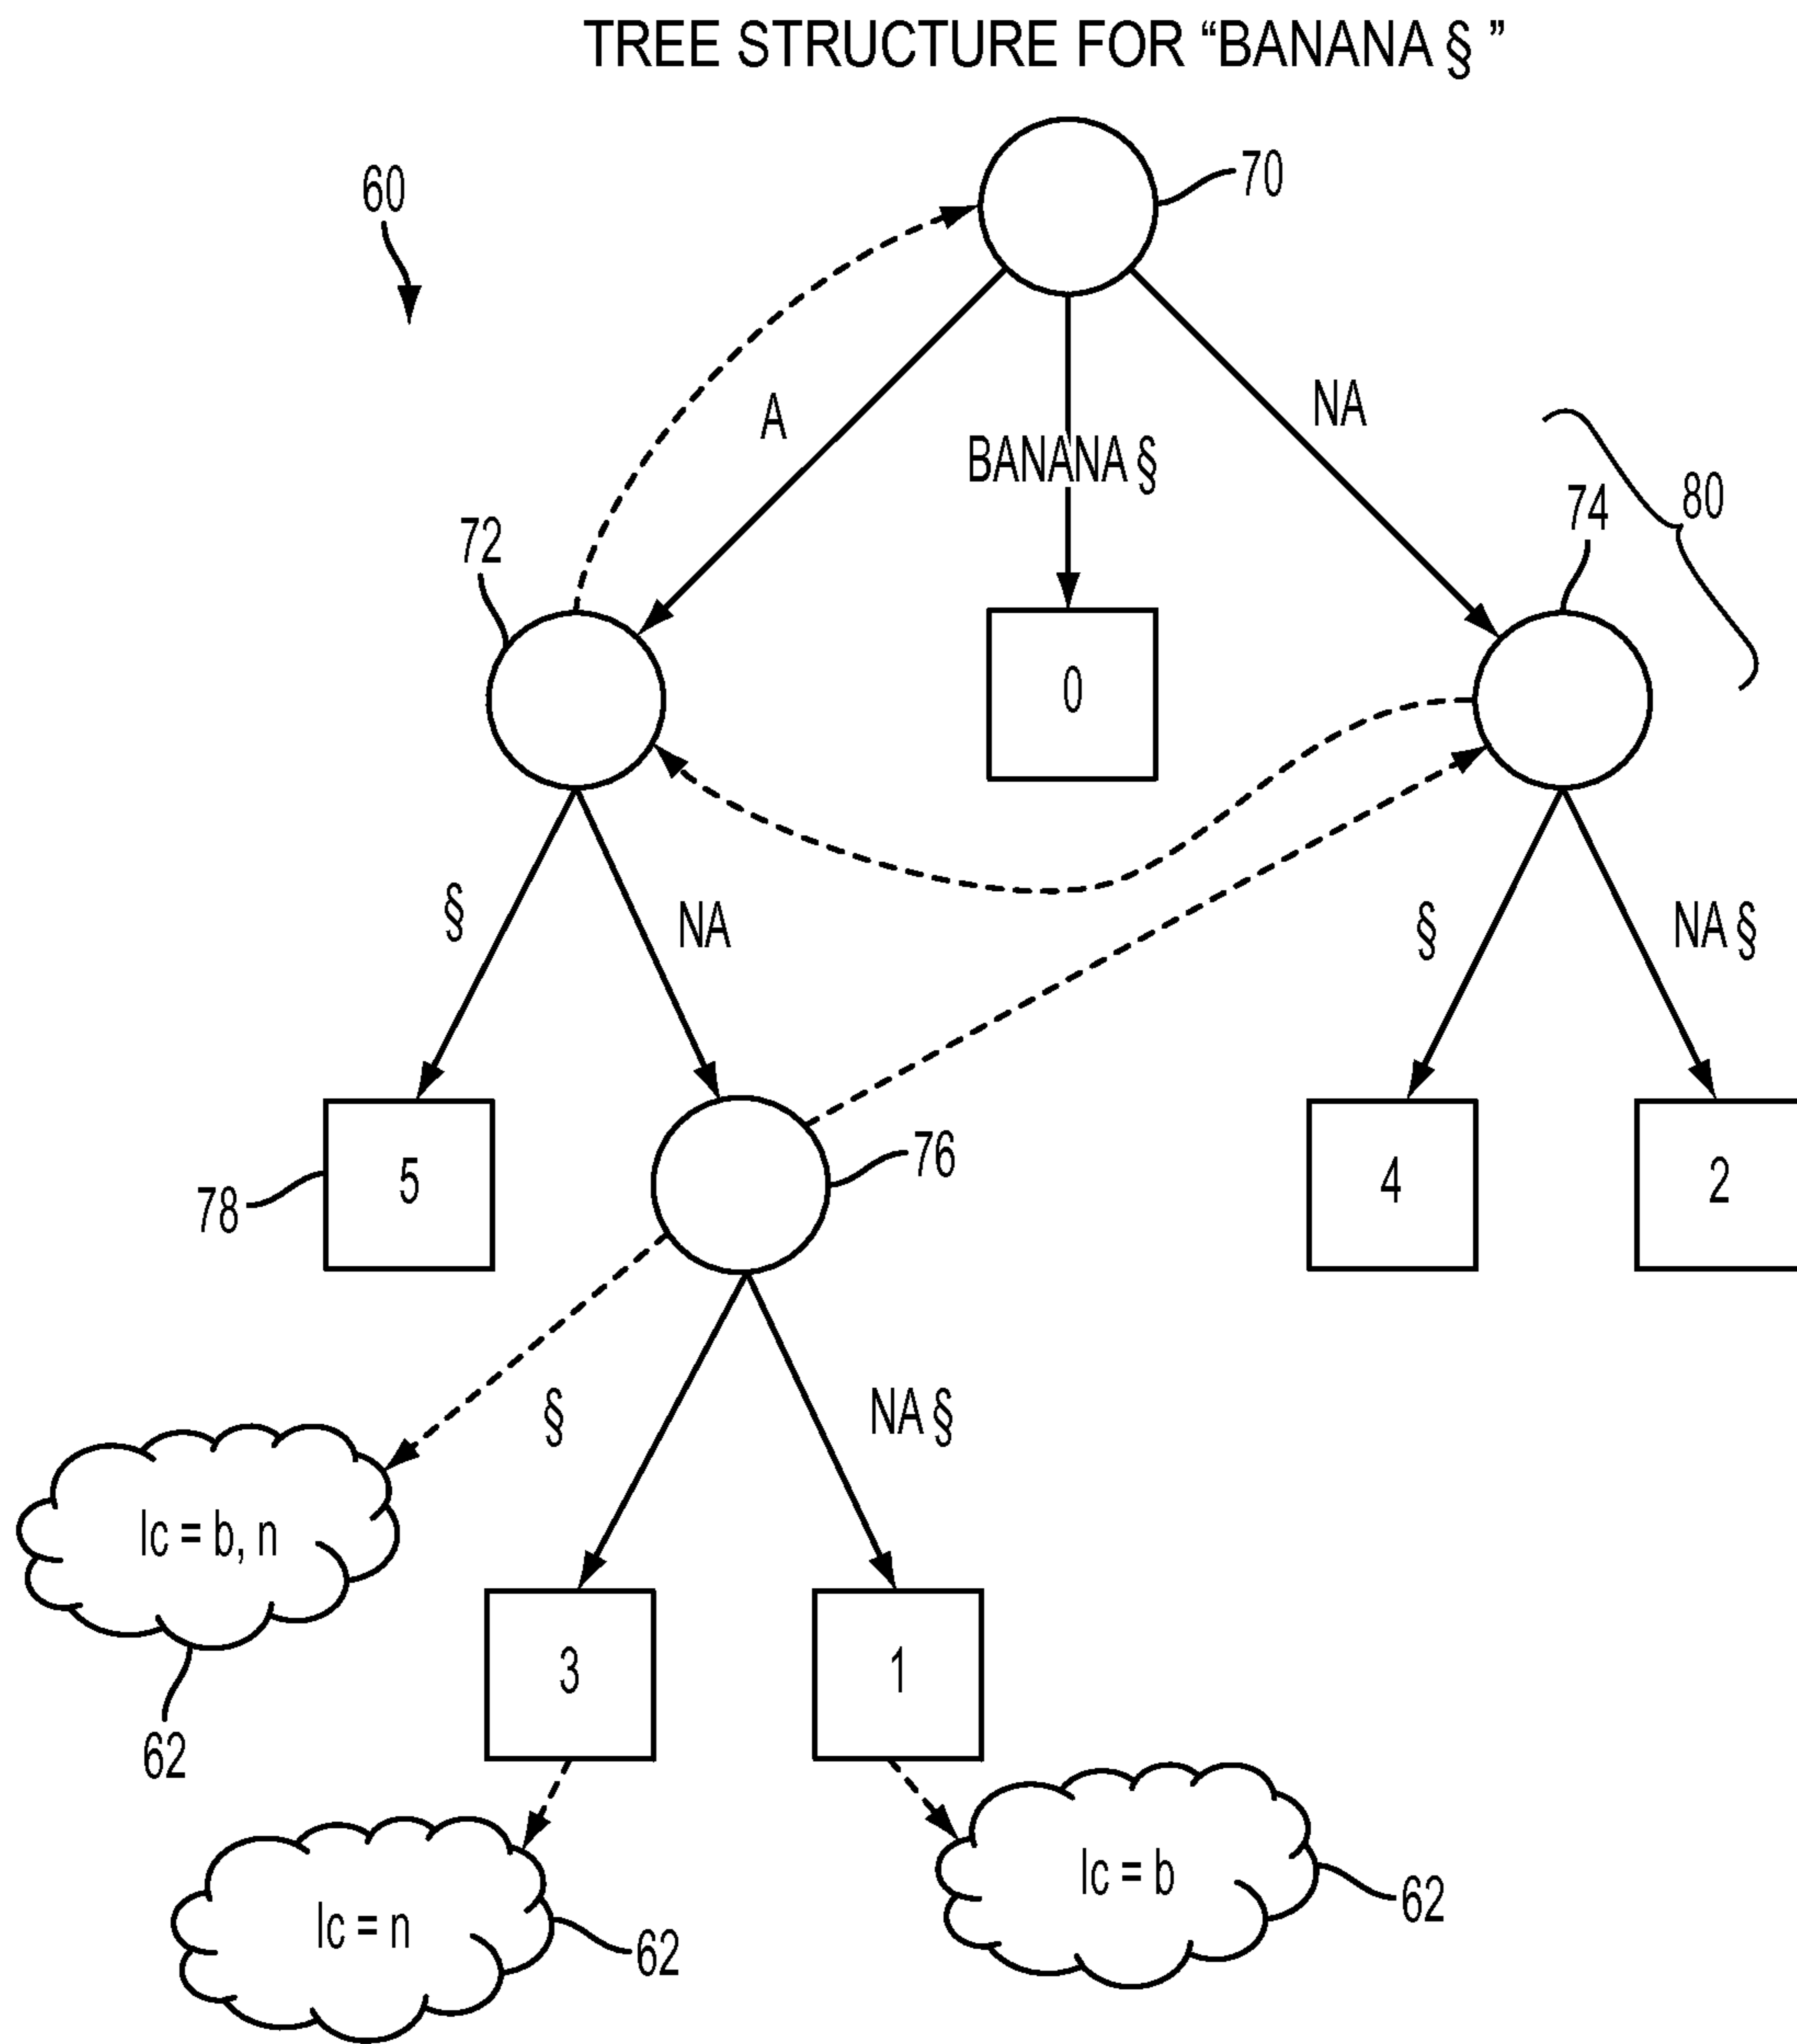 TREE STRUCTURE FOR “BANANA § ”
70
60
NA
A
BANANA §
80
74
72
§
NA
§
NA §
76
5
4
2
78
§
NA §
lc = b, n
3
1
62
lc = b
62
lc = n
62
0